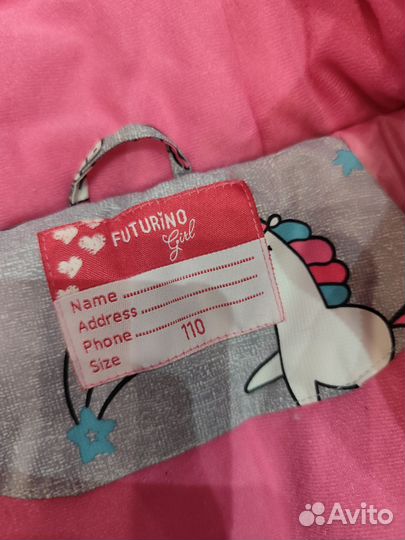 FUTURiNO
Girl
Name
Address
Phone
Size 110
Avito